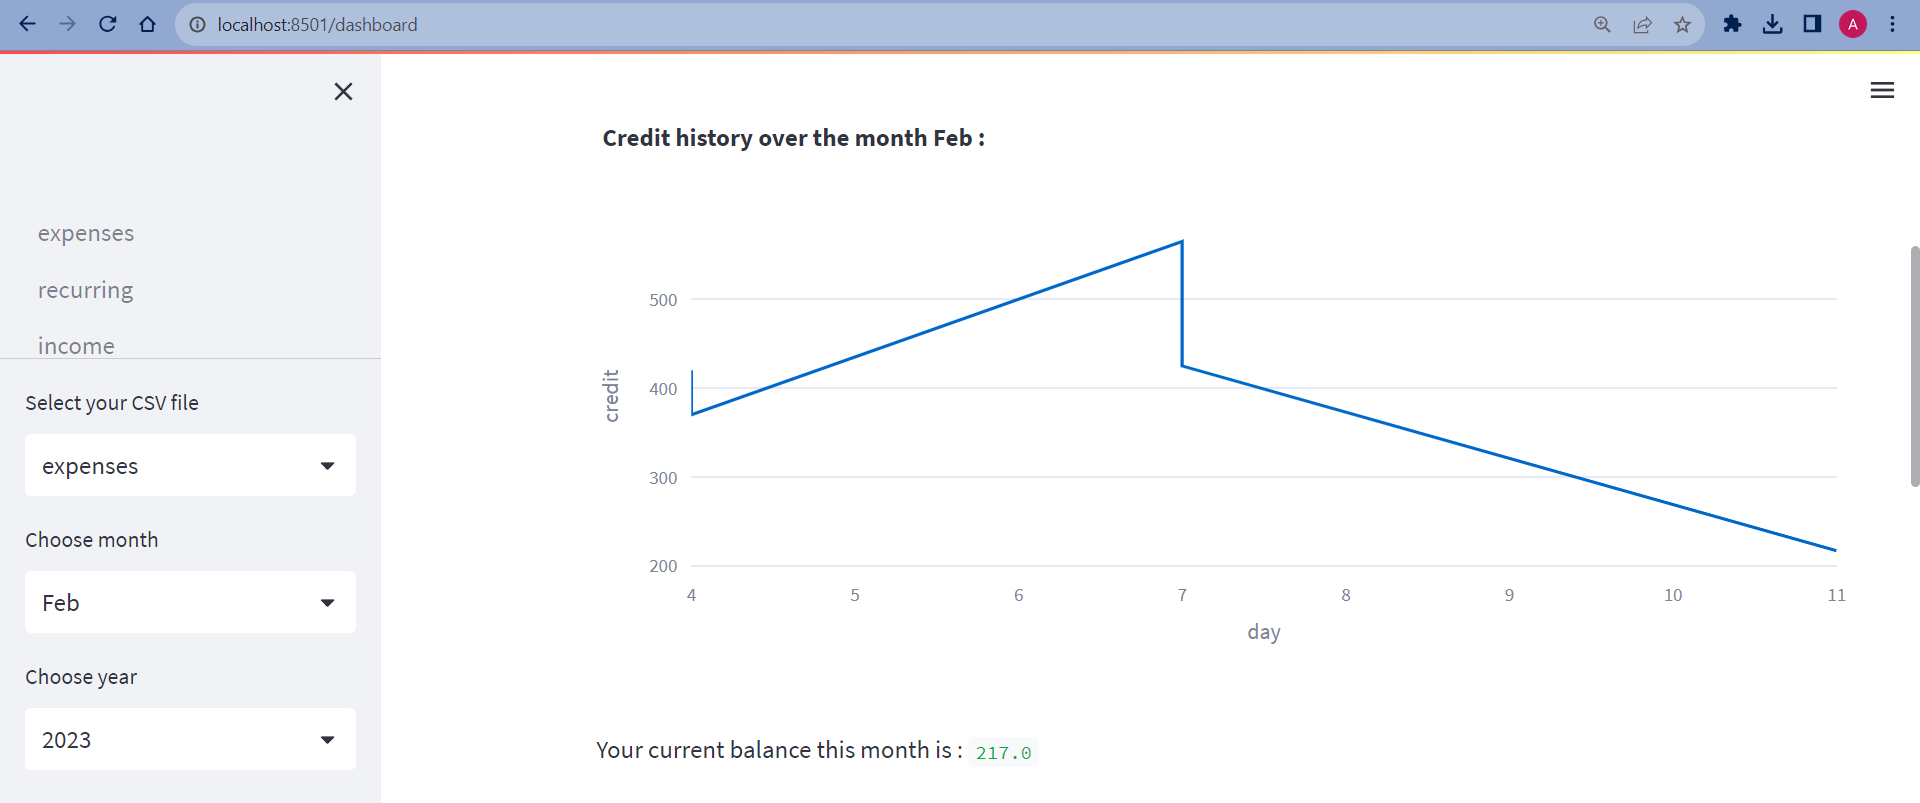 localhost:8501/dashboard
A
expenses
recurring
income
Select your CSV file
expenses
Choose month
Feb
Choose year
2023
Credit history over the month Feb :
500
400
300
200
credit
4 5 6 7 8 9 10 11
day
Your current balance this month is : 217.0